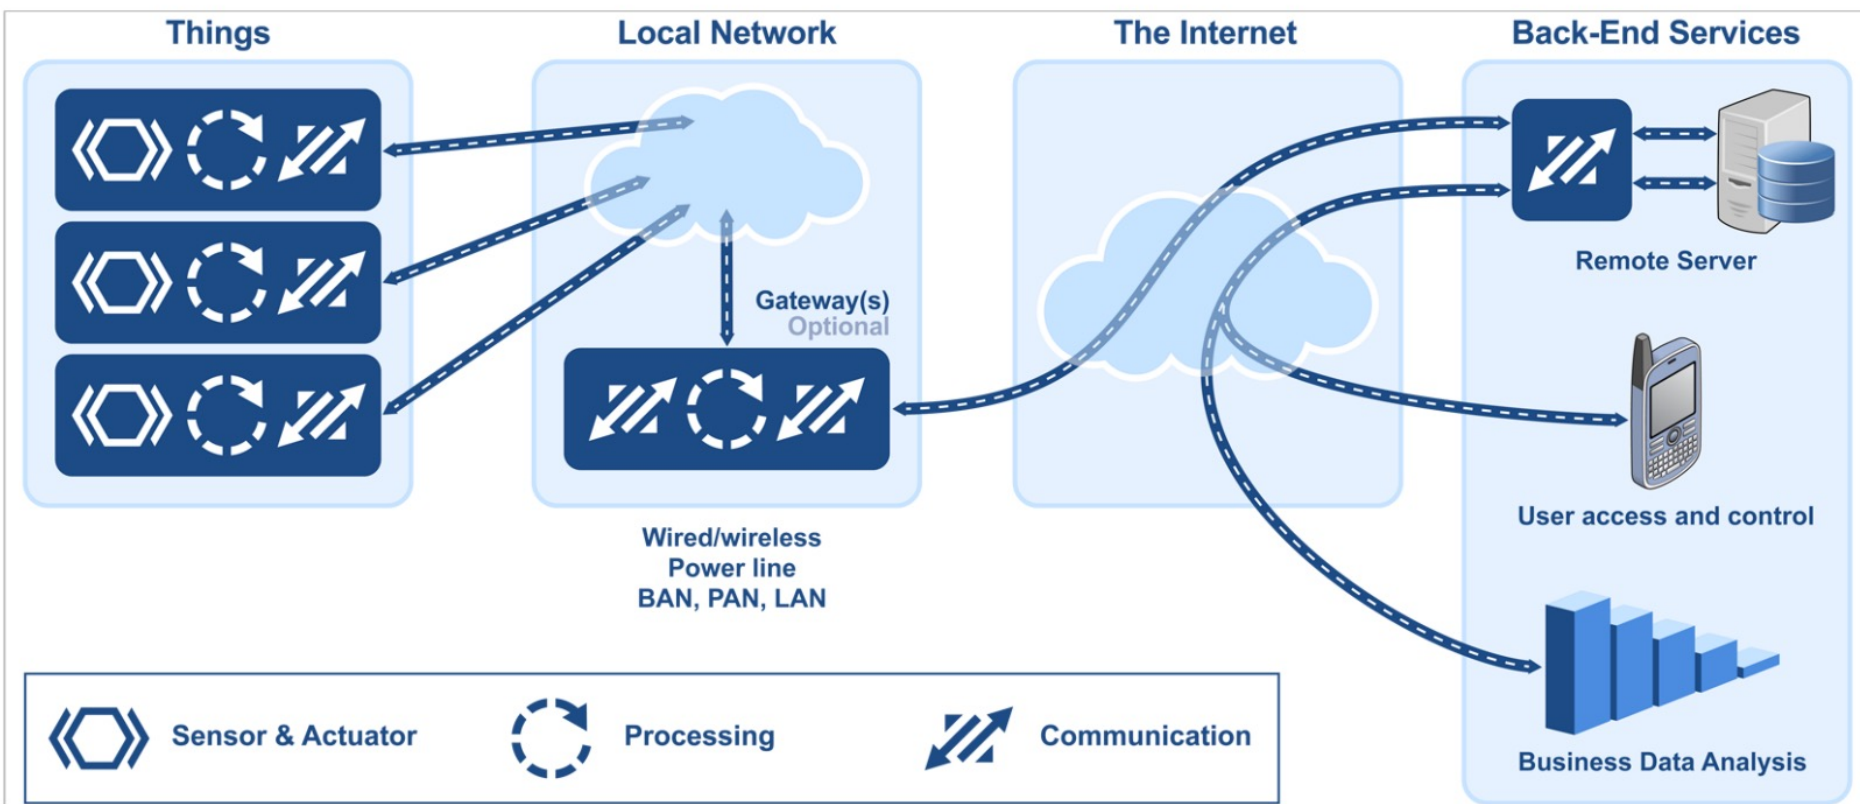 Things
Local Network
The Internet
Back-End Services
Gateway(s)
Optional
Remote Server
User access and control
Wired/wireless
Power line
BAN, PAN, LAN
Sensor & Actuator
Processing
Communication
Business Data Analysis